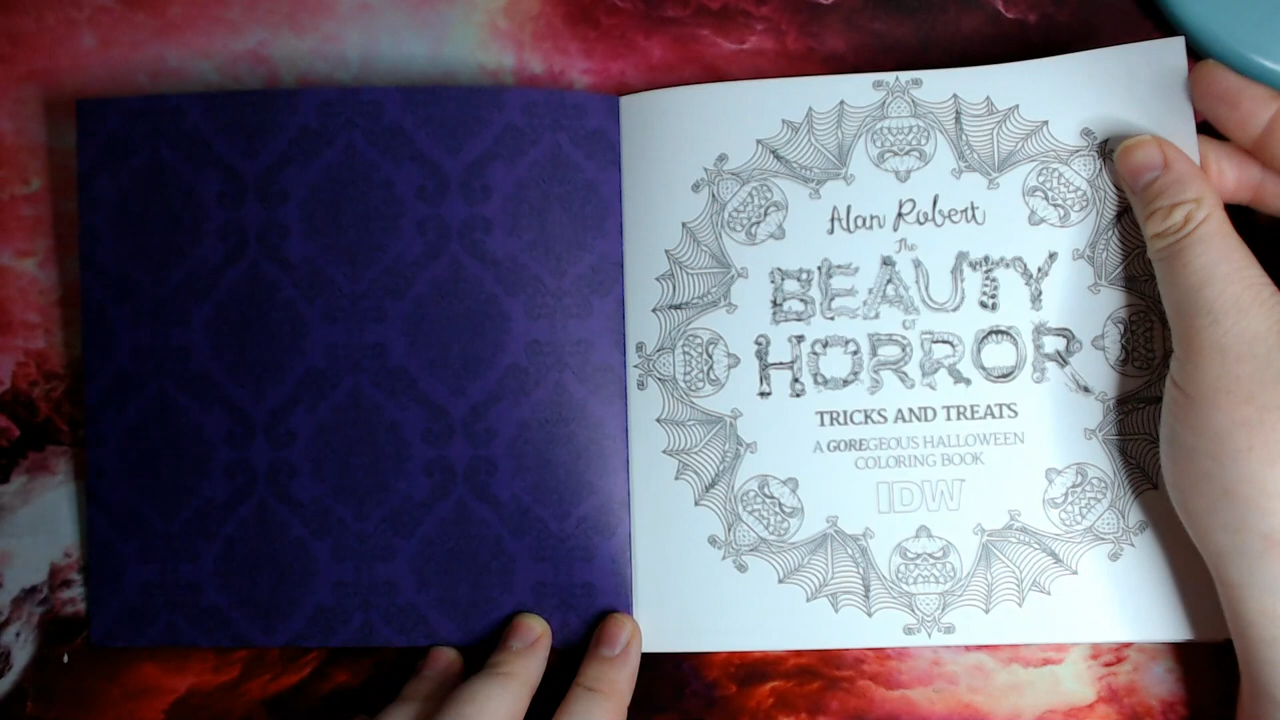 Alan Robert
The
BEAUTY
OF
HORROR
TRICKS AND TREATS
A GOREGEOUS HALLOWEEN
COLORING BOOK
IDW